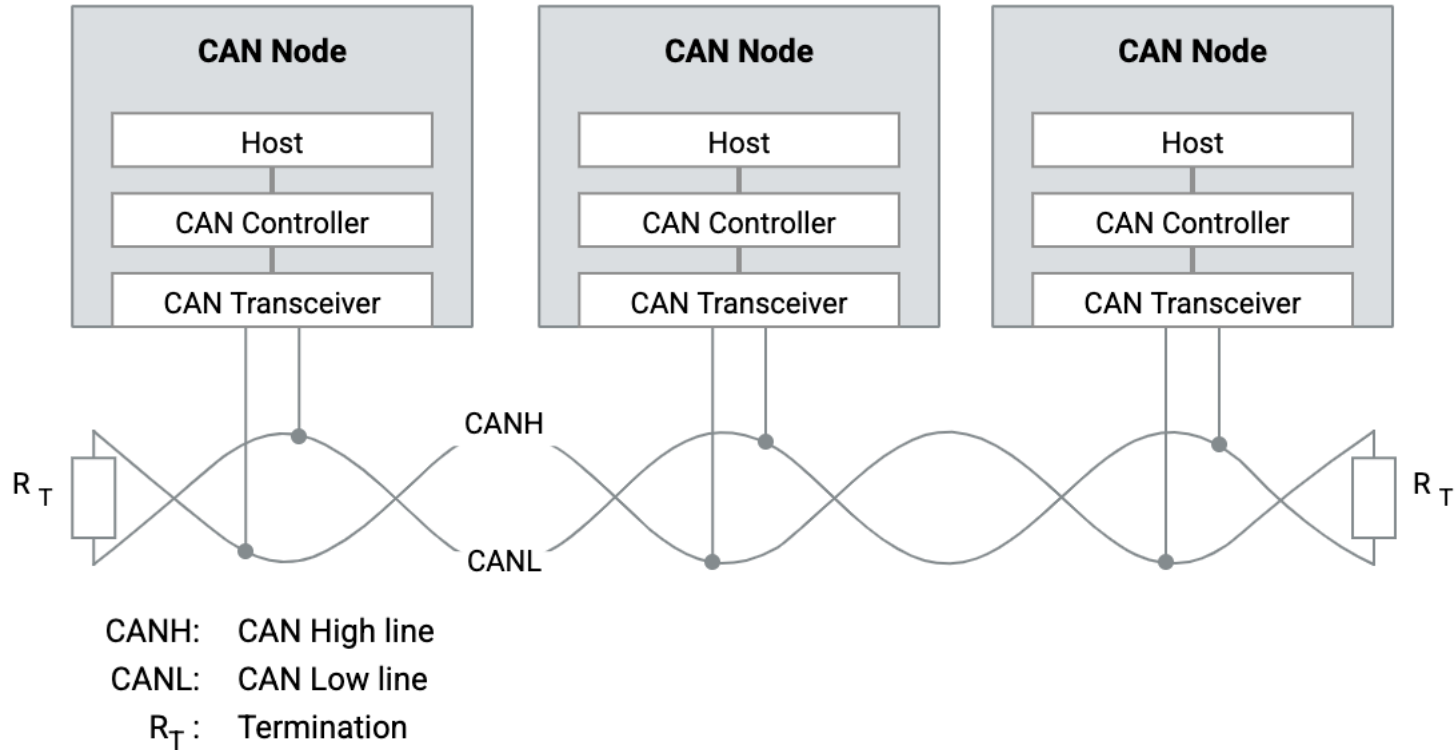 CAN Node
Host
CAN Controller
CAN Transceiver
CAN Node
Host
CAN Controller
CAN Transceiver
CAN Node
Host
CAN Controller
CAN Transceiver
CANH
R T
R T
CANL
CANH: CAN High line
CANL: CAN Low line
RT : Termination